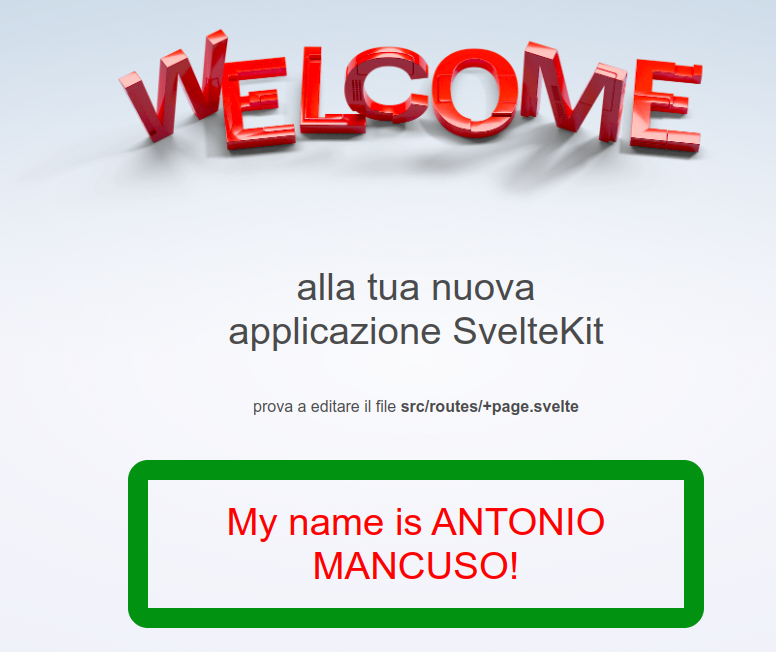 WELCOME
alla tua nuova
applicazione SvelteKit
prova a editare il file src/routes/+page.svelte
My name is ANTONIO
MANCUSO!